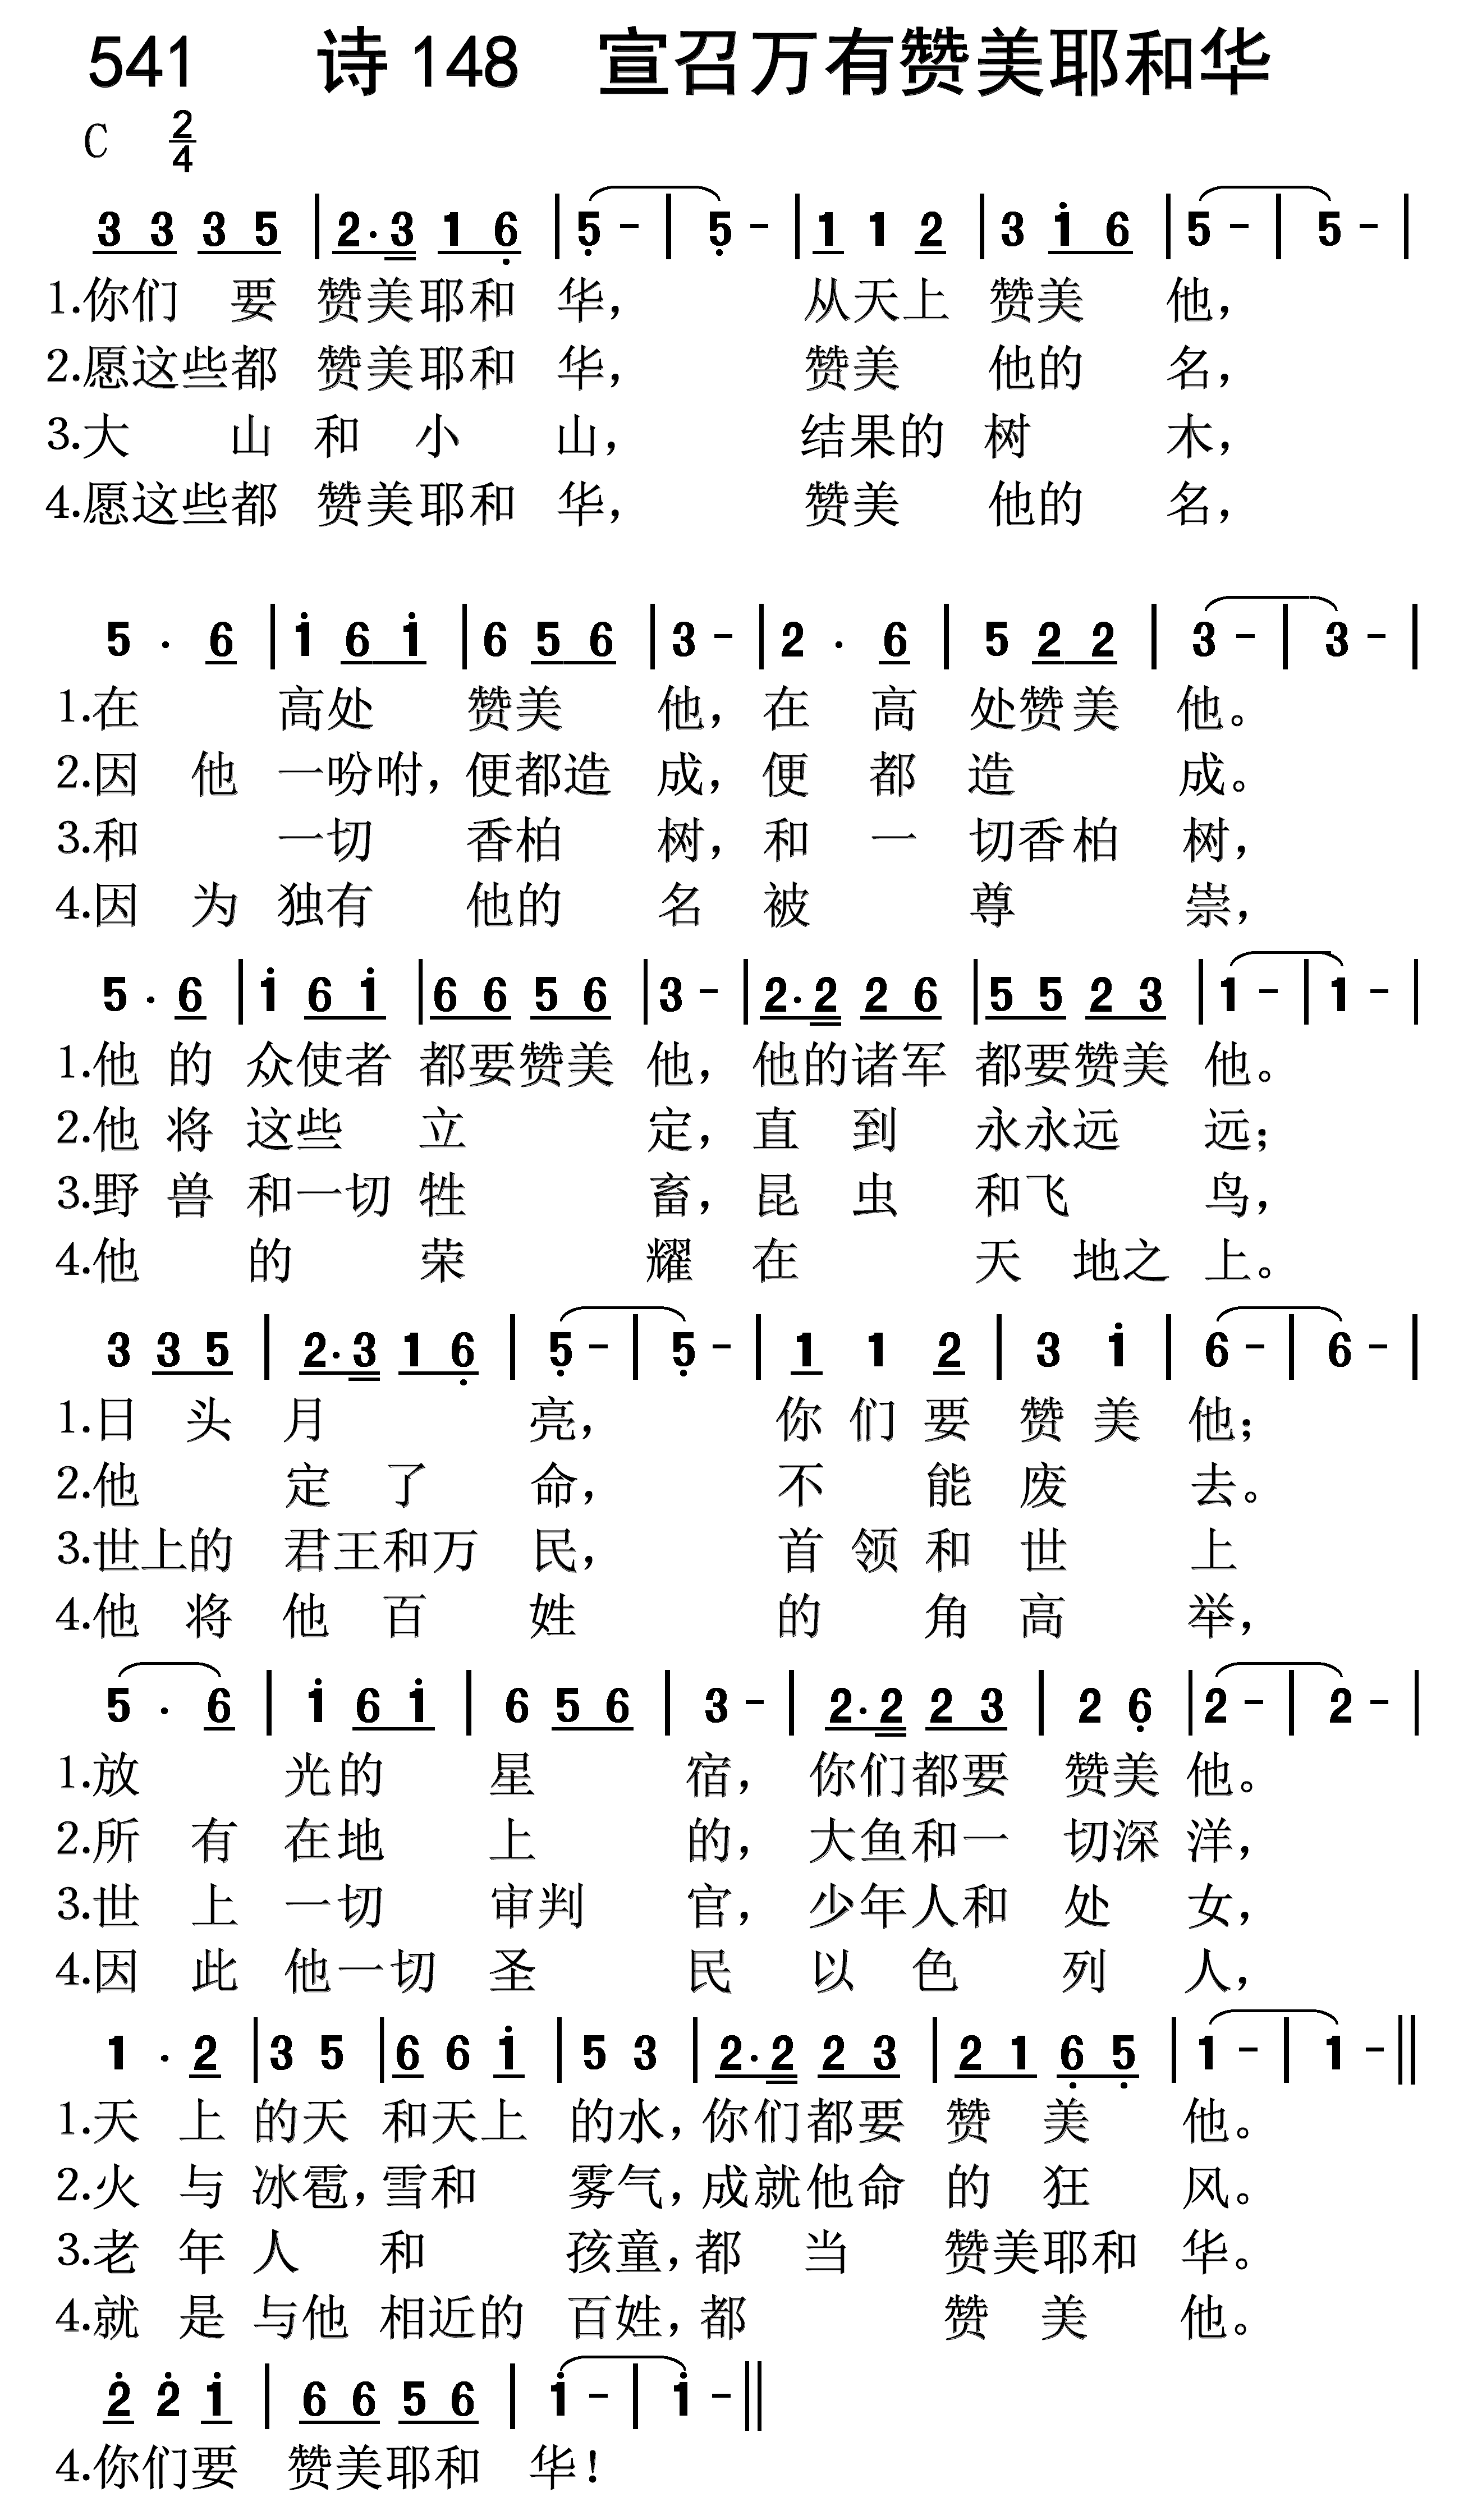 541 诗148 宣召万有赞美耶和华
C 2/4
3 3 3 5 | 2·3 1 6̣ | 5̣ - | 5̣ - | 1 1 2 | 3 1̇ 6 | 5 - | 5 - |
1.你们 要 赞美耶和 华， 从天上 赞美 他，
2.愿这些都 赞美耶和 华， 赞美 他的 名，
3.大 山 和 小 山， 结果的 树 木，
4.愿这些都 赞美耶和 华， 赞美 他的 名，
5 · 6 | 1̇ 6 1̇ | 6 5 6 | 3 - | 2 · 6 | 5 2 2 | 3 - | 3 - |
1.在 高处 赞美 他，在 高 处赞美 他。
2.因 他 一吩咐，便都造 成，便 都 造 成。
3.和 一切 香柏 树，和 一 切香柏 树，
4.因 为 独有 他的 名 被 尊 崇，
5 · 6 | 1̇ 6 1̇ | 6 6 5 6 | 3 - | 2·2 2 6 | 5 5 2 3 | 1 - | 1 - |
1.他 的 众使者 都要赞美 他，他的诸军 都要赞美 他。
2.他 将 这些 立 定，直 到 永永远 远；
3.野 兽 和一切 牲 畜，昆 虫 和飞 鸟，
4.他 的 荣 耀 在 天 地之 上。
3 3 5 | 2·3 1 6̣ | 5̣ - | 5̣ - | 1 1 2 | 3 1̇ | 6 - | 6 - |
1.日 头 月 亮， 你 们 要 赞 美 他；
2.他 定 了 命， 不 能 废 去。
3.世上的 君王和万 民， 首 领 和 世 上
4.他 将 他 百 姓 的 角 高 举，
5 · 6 | 1̇ 6 1̇ | 6 5 6 | 3 - | 2·2 2 3 | 2 6̣ | 2 - | 2 - |
1.放 光的 星 宿， 你们都要 赞美 他。
2.所 有 在地 上 的， 大鱼和一 切深 洋，
3.世 上 一切 审判 官， 少年人和 处 女，
4.因 此 他一切 圣 民 以 色 列 人，
1 · 2 | 3 5 | 6 6 1̇ | 5 3 | 2·2 2 3 | 2 1 6̣ 5̣ | 1 - | 1 - ||
1.天 上 的天 和天上 的水，你们都要 赞 美 他。
2.火 与 冰雹，雪和 雾气，成就他命 的 狂 风。
3.老 年 人 和 孩童，都 当 赞美耶和 华。
4.就 是 与他 相近的 百姓，都 赞 美 他。
2̇ 2̇ 1̇ | 6 6 5 6 | 1̇ - | 1̇ - ||
4.你们要 赞美耶和 华！